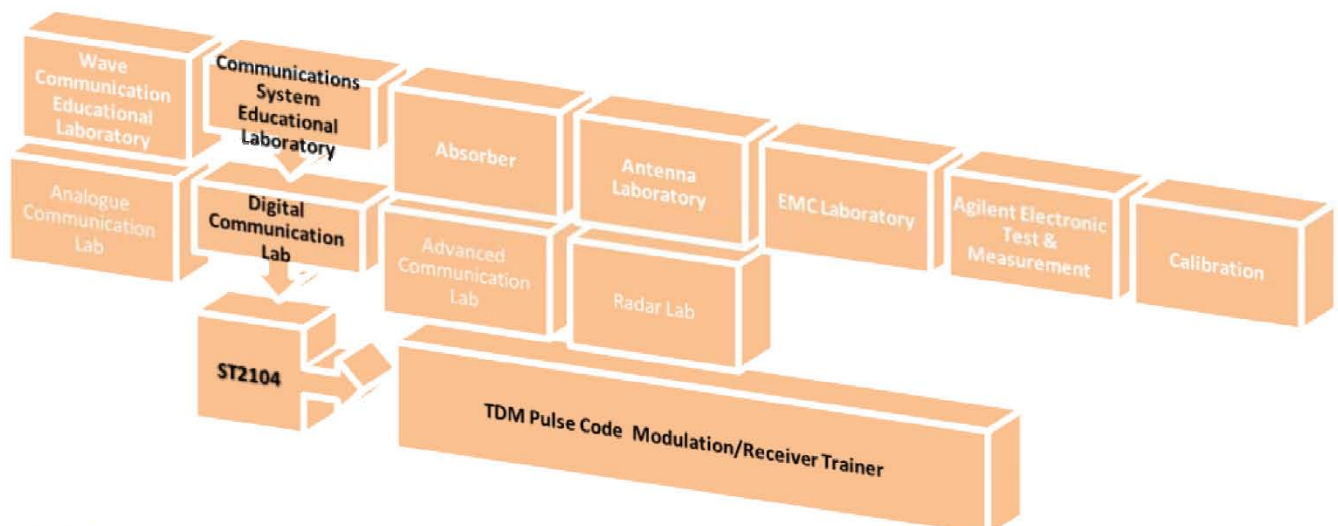 Wave
Communication
Educational
Laboratory
Communications
System
Educational
Laboratory
Absorber
Antenna
Laboratory
EMC Laboratory
Agilent Electronic
Test &
Measurement
Calibration
Analogue
Communication
Lab
Digital
Communication
Lab
Advanced
Communication
Lab
Radar Lab
ST2104
TDM Pulse Code Modulation/Receiver Trainer